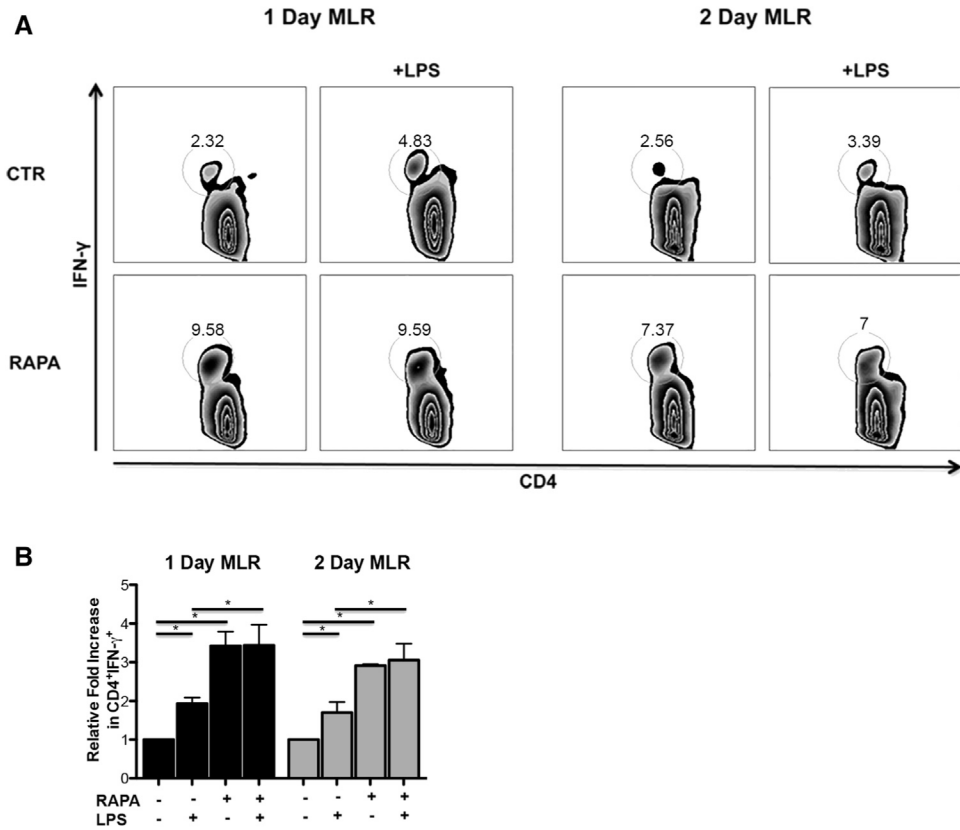 A
1 Day MLR
2 Day MLR
+LPS
+LPS
CTR
2.32
4.83
2.56
3.39
IFN-γ
RAPA
9.58
9.59
7.37
7
CD4
B
1 Day MLR
2 Day MLR
Relative Fold Increase
in CD4+IFN-γ+
5
4
3
2
1
0
*
*
*
*
*
*
RAPA - - + + - - + +
LPS - + - + - + - +